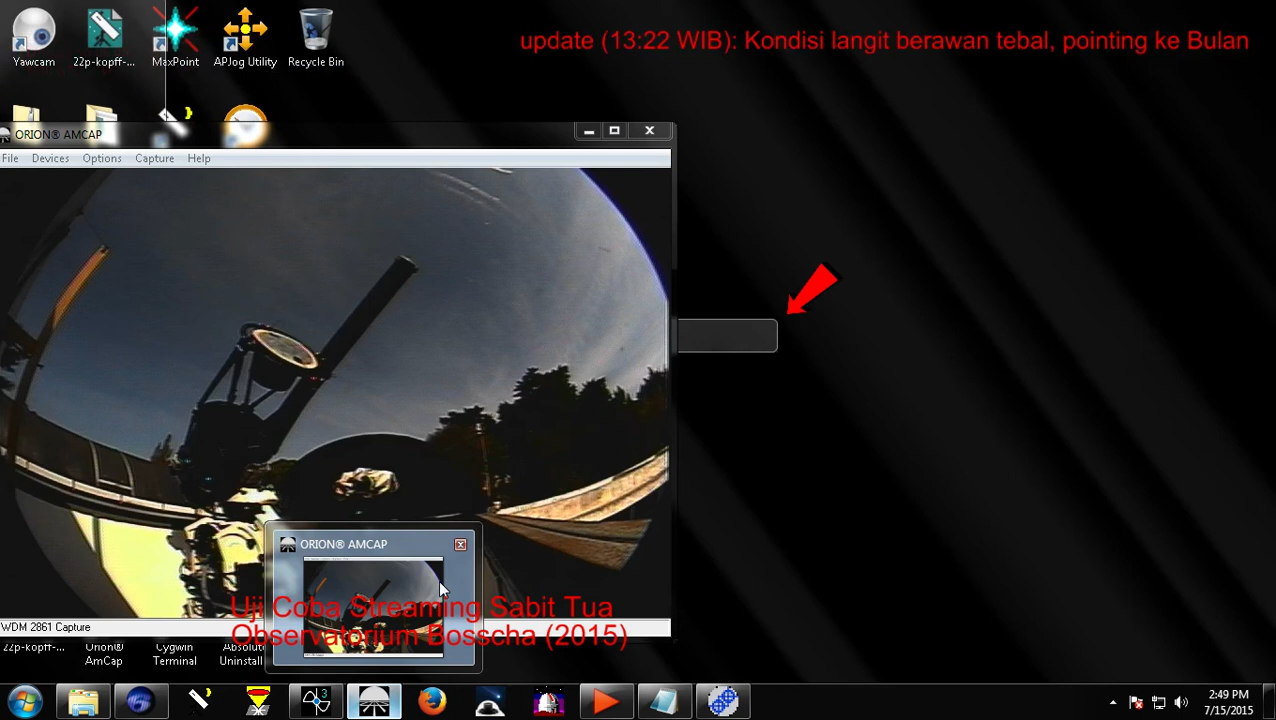 update (13:22 WIB): Kondisi langit berawan tebal, pointing ke Bulan
Yawcam
22p-kopff-...
MaxPoint
APJog Utility
Recycle Bin
ORION® AMCAP
File Devices Options Capture Help
ORION® AMCAP
Uji Coba Streaming Sabit Tua
Observatorium Bosscha (2015)
WDM 2861 Capture
22p-kopff-...
Orion® AmCap
Cygwin Terminal
Absolute Uninstall
3
2:49 PM
7/15/2015